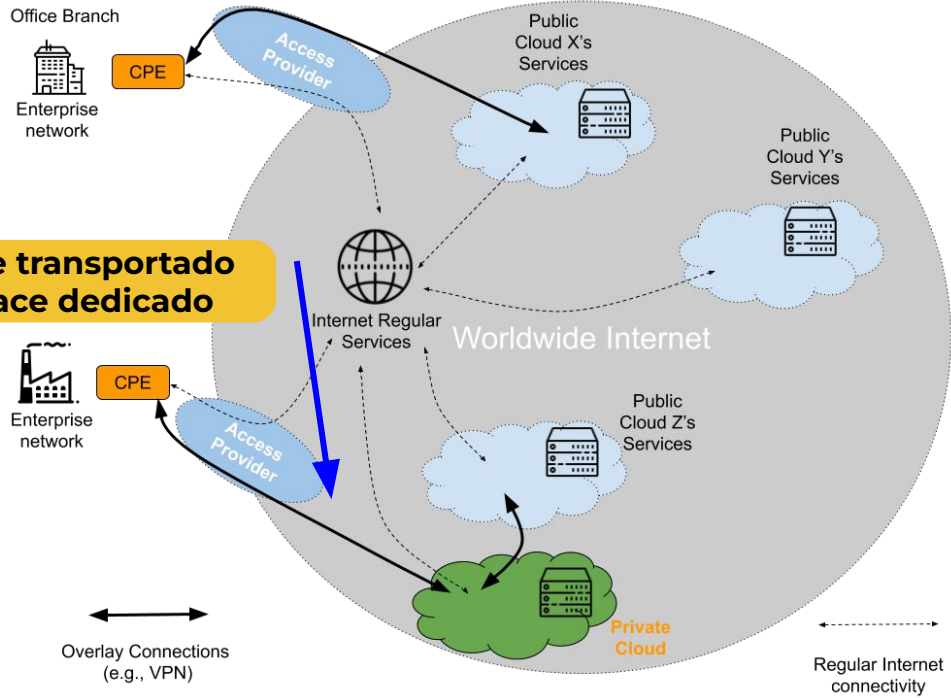 Office Branch
CPE
Enterprise
network
Access
Provider
Public
Cloud X's
Services
Public
Cloud Y's
Services
e transportado
ace dedicado
Internet Regular
Services
Worldwide Internet
CPE
Enterprise
network
Access
Provider
Public
Cloud Z's
Services
Private
Cloud
Overlay Connections
(e.g., VPN)
Regular Internet
connectivity